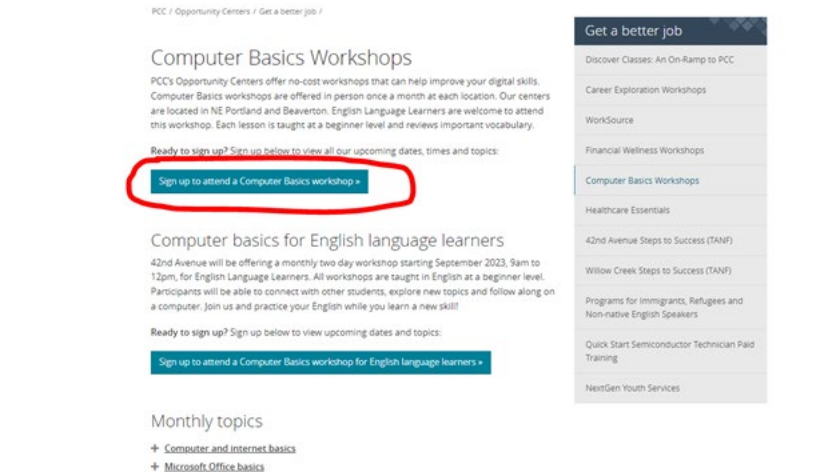 PCC / Opportunity Centers / Get a better job /
Computer Basics Workshops
PCC's Opportunity Centers offer no-cost workshops that can help improve your digital skills.
Computer Basics workshops are offered in person once a month at each location. Our centers
are located in NE Portland and Beaverton. English Language Learners are welcome to attend
this workshop. Each lesson is taught at a beginner level and reviews important vocabulary.
Ready to sign up? Sign up below to view all our upcoming dates, times and topics:
Sign up to attend a Computer Basics workshop »
Computer basics for English language learners
42nd Avenue will be offering a monthly two day workshop starting September 2023, 9am to
12pm, for English Language Learners. All workshops are taught in English at a beginner level.
Participants will be able to connect with other students, explore new topics and follow along on
a computer. Join us and practice your English while you learn a new skill!
Ready to sign up? Sign up below to view upcoming dates and topics:
Sign up to attend a Computer Basics workshop for English language learners »
Monthly topics
+ Computer and internet basics
+ Microsoft Office basics
Get a better job
Discover Classes: An On-Ramp to PCC
Career Exploration Workshops
WorkSource
Financial Wellness Workshops
Computer Basics Workshops
Healthcare Essentials
42nd Avenue Steps to Success (TANF)
Willow Creek Steps to Success (TANF)
Programs for Immigrants, Refugees and
Non-native English Speakers
Quick Start Semiconductor Technician Paid
Training
NextGen Youth Services